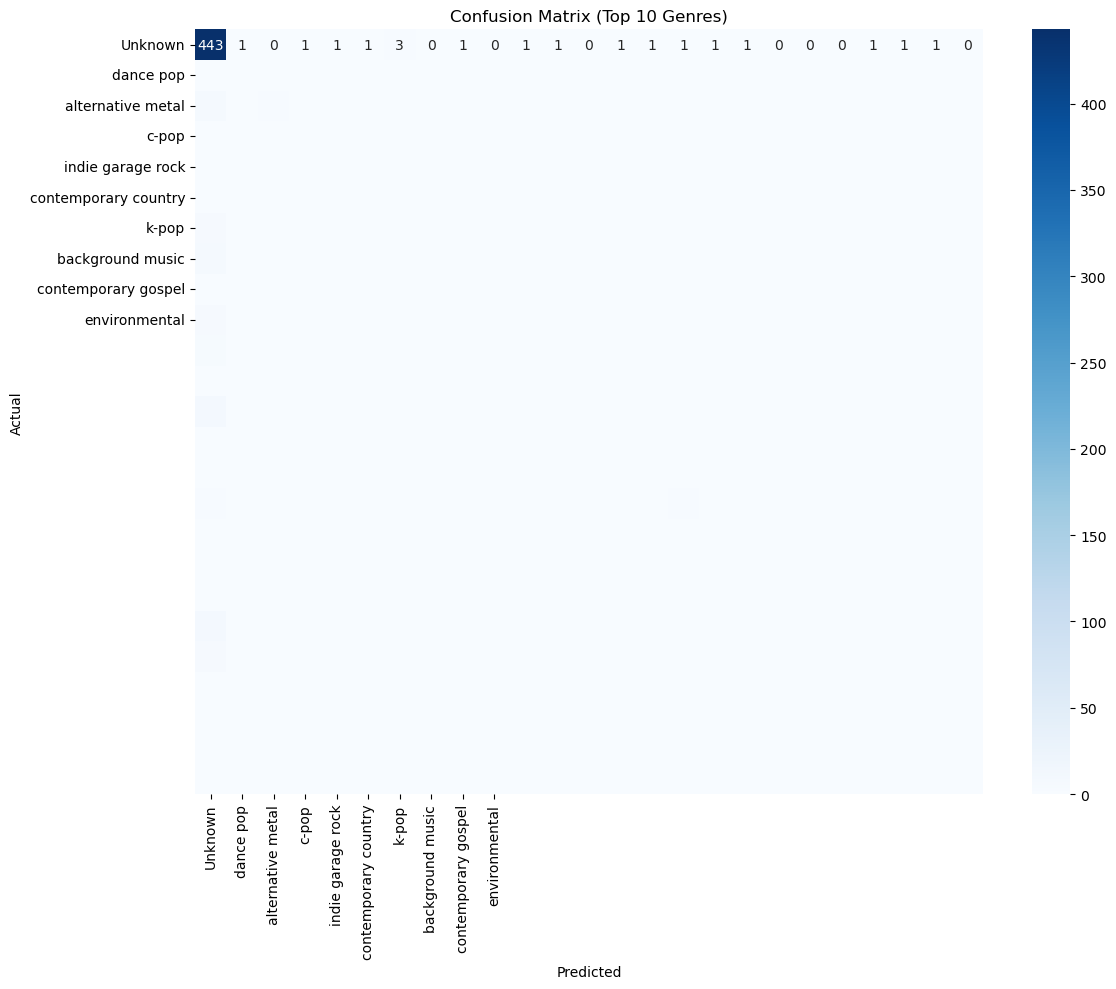 Confusion Matrix (Top 10 Genres)
Unknown
dance pop
alternative metal
c-pop
indie garage rock
contemporary country
k-pop
background music
contemporary gospel
environmental
Actual
443 1 0 1 1 1 3 0 1 0 1 1 0 1 1 1 1 1 0 0 0 1 1 1 0
400
350
300
250
200
150
100
50
0
Unknown
dance pop
alternative metal
c-pop
indie garage rock
contemporary country
k-pop
background music
contemporary gospel
environmental
Predicted